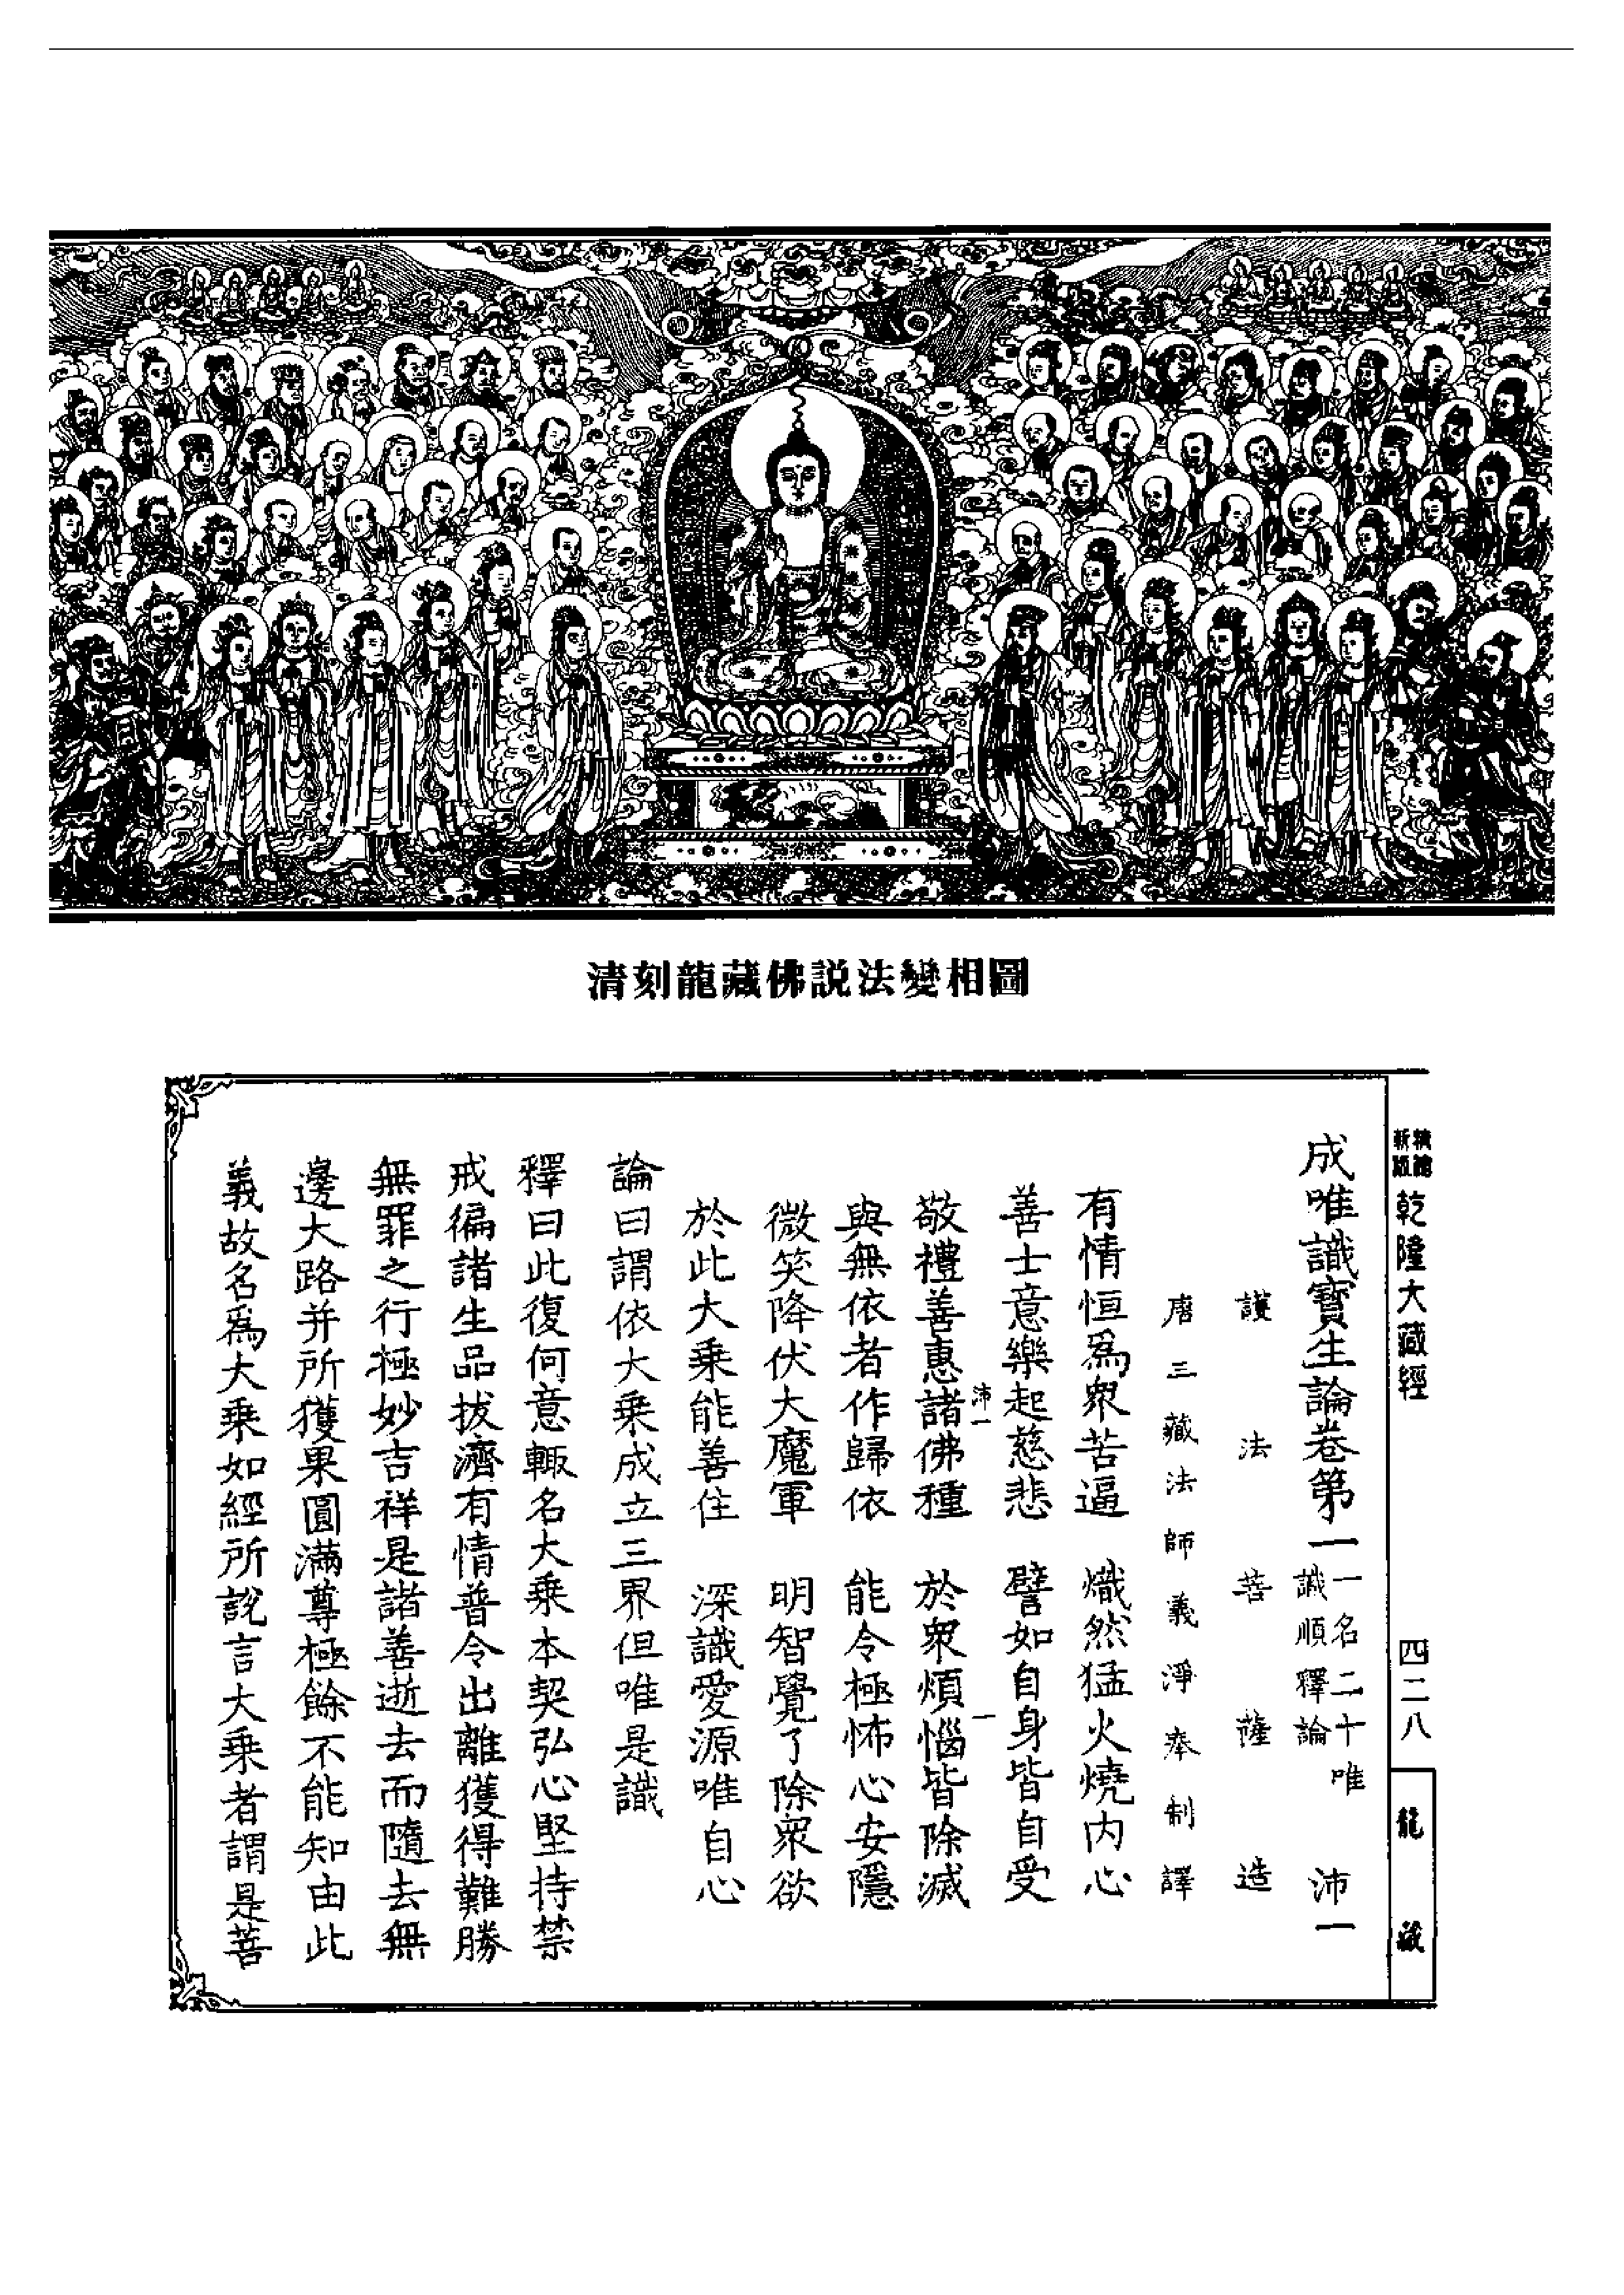 清刻龍藏佛説法變相圖
新版 精繪 乾隆大藏經 四二八 龍藏
成唯識寶生論卷第一 一名二十唯識順釋論 沛一
護法菩薩造
唐三藏法師義淨奉制譯
有情恒爲衆苦逼 熾然猛火燒内心
善士意樂起慈悲 譬如自身皆自受
沛一 一
敬禮善惠諸佛種 於衆煩惱皆除滅
與無依者作歸依 能令極怖心安隱
微笑降伏大魔軍 明智覺了除衆欲
於此大乘能善住 深識愛源唯自心
論曰謂依大乘成立三界但唯是識
釋曰此復何意輙名大乘本契弘心堅持禁
戒徧諸生品拔濟有情普令出離獲得難勝
無罪之行極妙吉祥是諸善逝去而隨去無
邊大路并所獲果圓滿尊極餘不能知由此
義故名爲大乘如經所説言大乘者謂是菩